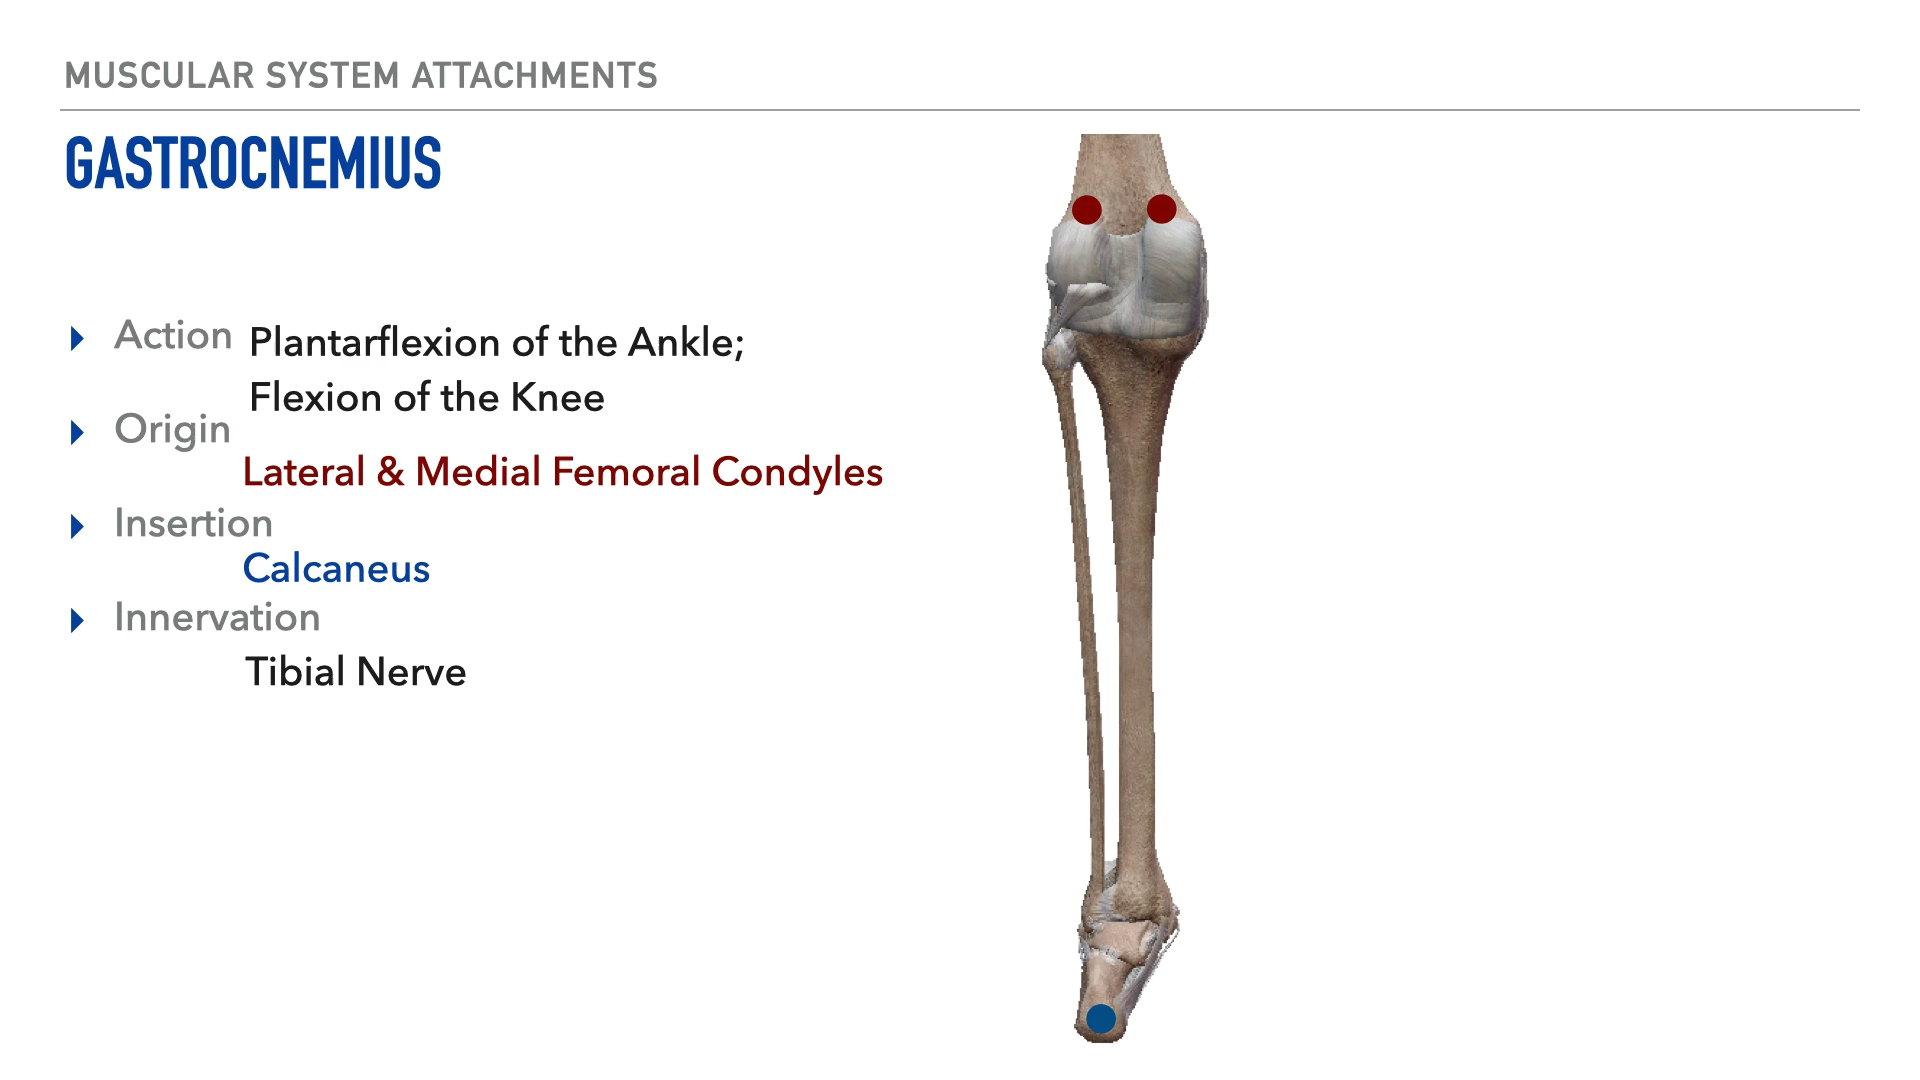 MUSCULAR SYSTEM ATTACHMENTS
GASTROCNEMIUS
Action Plantarflexion of the Ankle;
Flexion of the Knee
Origin
Lateral & Medial Femoral Condyles
Insertion
Calcaneus
Innervation
Tibial Nerve